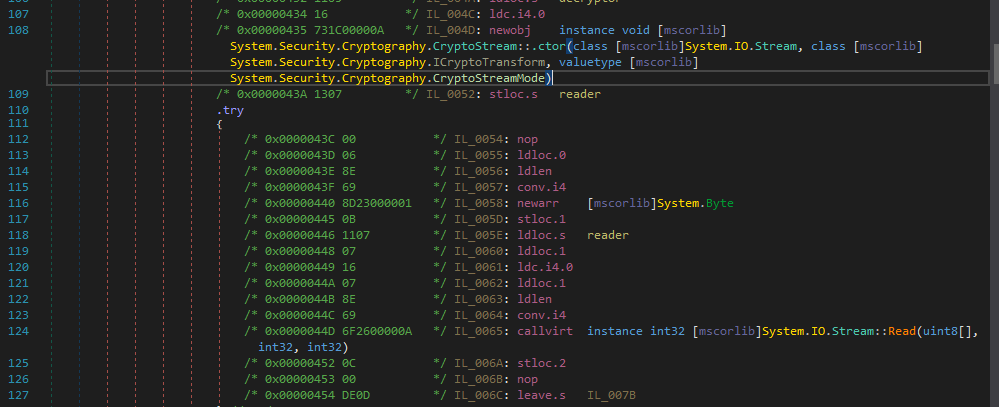 107 /* 0x00000434 16 */ IL_004C: ldc.i4.0
108 /* 0x00000435 731C00000A */ IL_004D: newobj instance void [mscorlib]
System.Security.Cryptography.CryptoStream::.ctor(class [mscorlib]System.IO.Stream, class [mscorlib]
System.Security.Cryptography.ICryptoTransform, valuetype [mscorlib]
System.Security.Cryptography.CryptoStreamMode)
109 /* 0x0000043A 1307 */ IL_0052: stloc.s reader
110 .try
111 {
112 /* 0x0000043C 00 */ IL_0054: nop
113 /* 0x0000043D 06 */ IL_0055: ldloc.0
114 /* 0x0000043E 8E */ IL_0056: ldlen
115 /* 0x0000043F 69 */ IL_0057: conv.i4
116 /* 0x00000440 8D23000001 */ IL_0058: newarr [mscorlib]System.Byte
117 /* 0x00000445 0B */ IL_005D: stloc.1
118 /* 0x00000446 1107 */ IL_005E: ldloc.s reader
119 /* 0x00000448 07 */ IL_0060: ldloc.1
120 /* 0x00000449 16 */ IL_0061: ldc.i4.0
121 /* 0x0000044A 07 */ IL_0062: ldloc.1
122 /* 0x0000044B 8E */ IL_0063: ldlen
123 /* 0x0000044C 69 */ IL_0064: conv.i4
124 /* 0x0000044D 6F2600000A */ IL_0065: callvirt instance int32 [mscorlib]System.IO.Stream::Read(uint8[],
int32, int32)
125 /* 0x00000452 0C */ IL_006A: stloc.2
126 /* 0x00000453 00 */ IL_006B: nop
127 /* 0x00000454 DE0D */ IL_006C: leave.s IL_007B